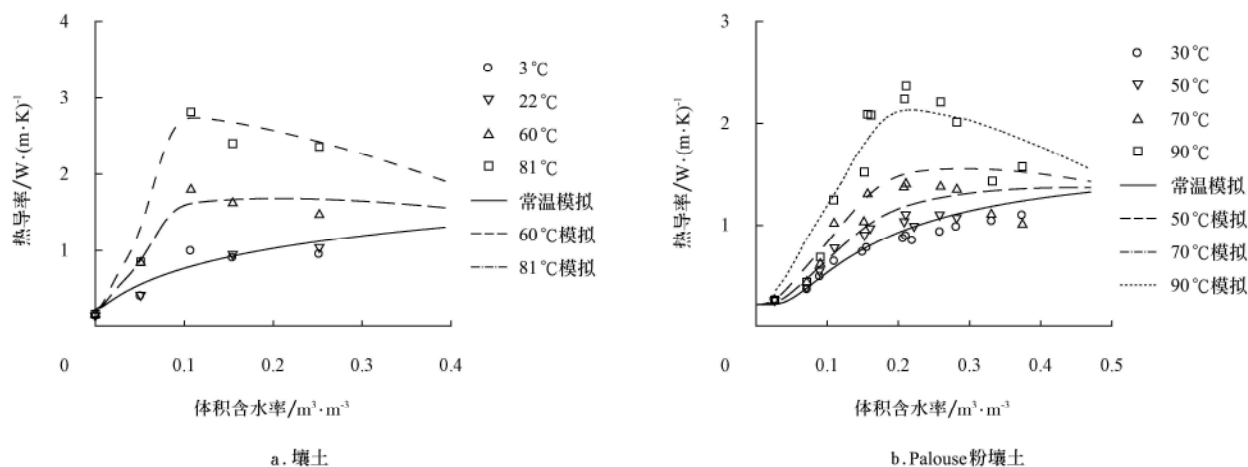 4
3
2
1
0
0.1
0.2
0.3
0.4
热导率/W·(m·K)⁻¹
体积含水率/m³·m⁻³
3℃
22℃
60℃
81℃
常温模拟
60℃模拟
81℃模拟
a.壤土
3
2
1
0
0.1
0.2
0.3
0.4
0.5
热导率/W·(m·K)⁻¹
体积含水率/m³·m⁻³
30℃
50℃
70℃
90℃
常温模拟
50℃模拟
70℃模拟
90℃模拟
b.Palouse粉壤土